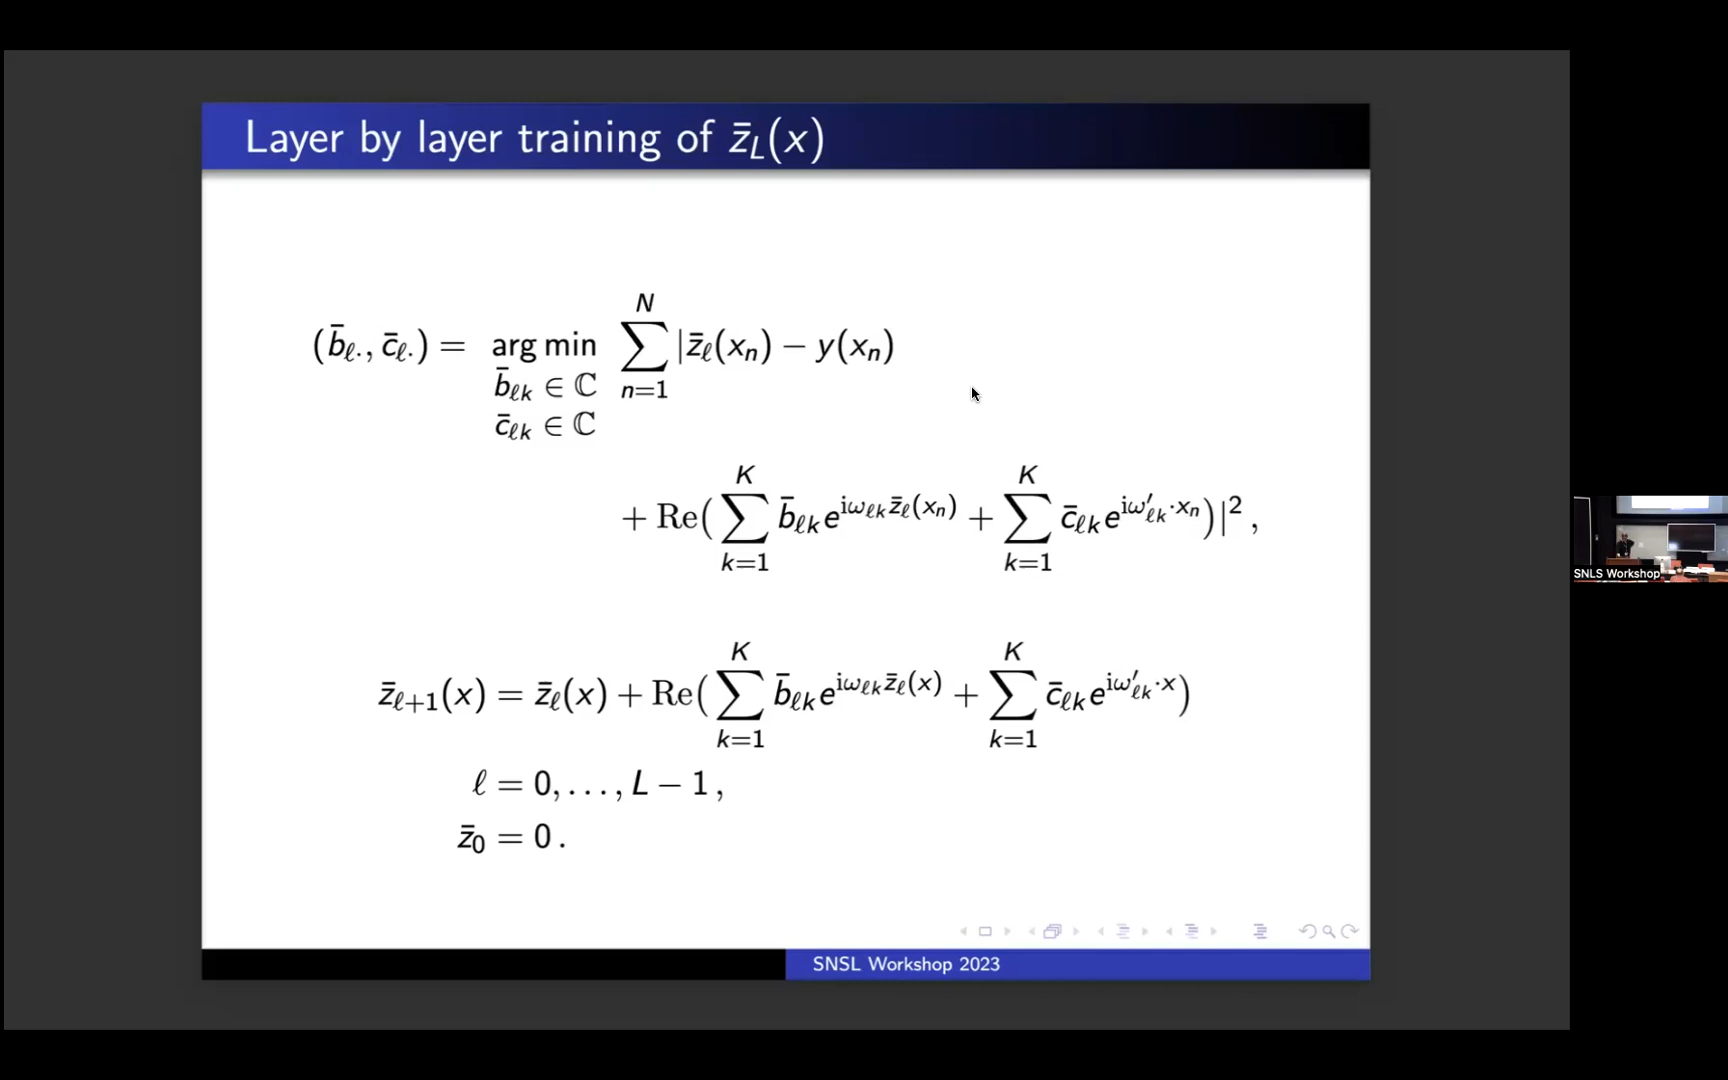 Layer by layer training of z̄_L(x)
(b̄_ℓ·, c̄_ℓ·) = arg min_{b̄_ℓk ∈ ℂ, c̄_ℓk ∈ ℂ} ∑_{n=1}^{N} |z̄_ℓ(x_n) − y(x_n)
+ Re(∑_{k=1}^{K} b̄_ℓk e^{iω_ℓk z̄_ℓ(x_n)} + ∑_{k=1}^{K} c̄_ℓk e^{iω′_ℓk·x_n})|² ,
z̄_{ℓ+1}(x) = z̄_ℓ(x) + Re(∑_{k=1}^{K} b̄_ℓk e^{iω_ℓk z̄_ℓ(x)} + ∑_{k=1}^{K} c̄_ℓk e^{iω′_ℓk·x})
ℓ = 0, . . . , L − 1 ,
z̄_0 = 0 .
SNSL Workshop 2023
SNLS Workshop